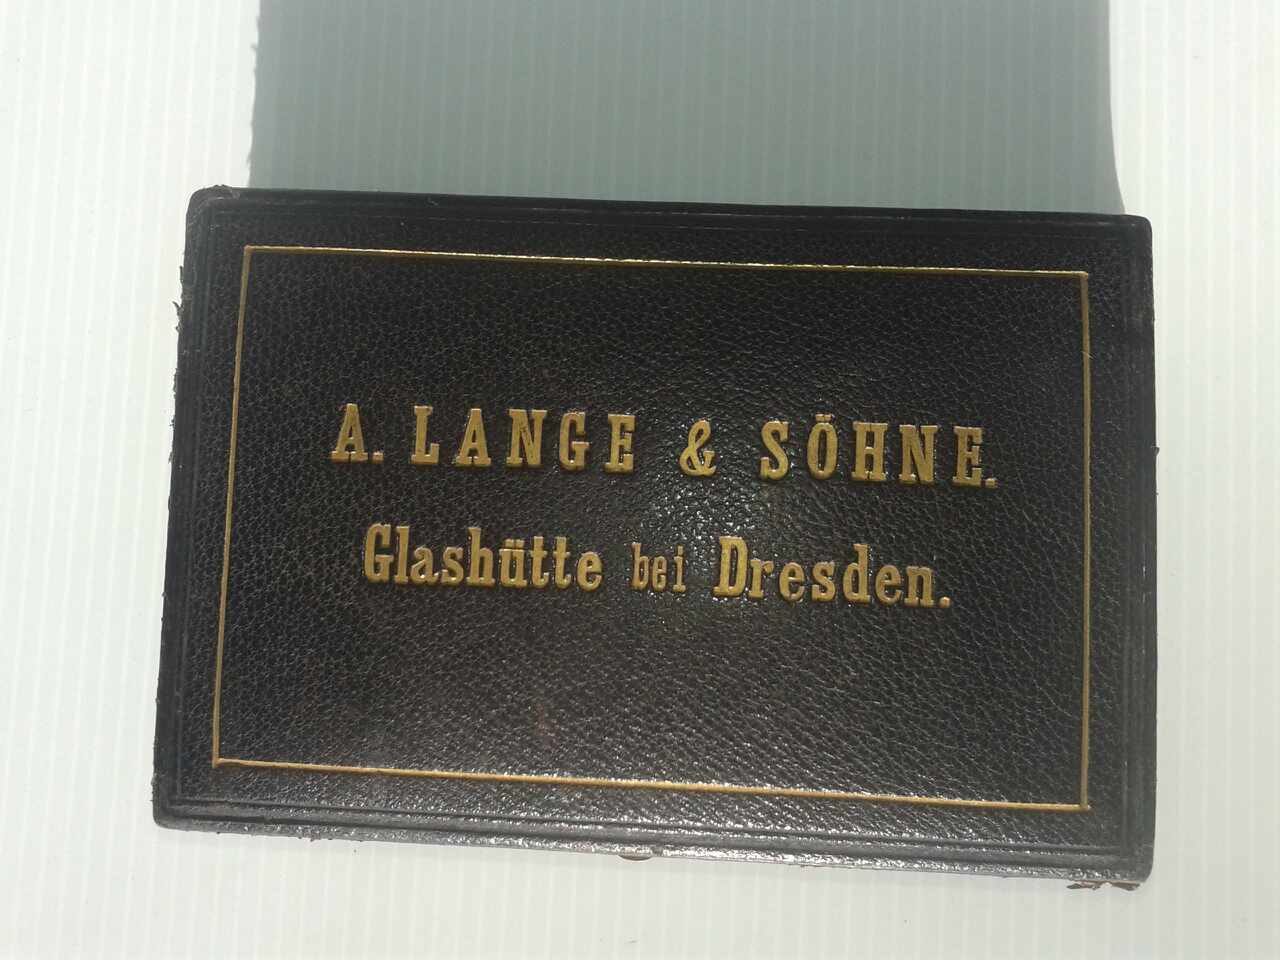 A. LANGE & SÖHNE.
Glashütte bei Dresden.